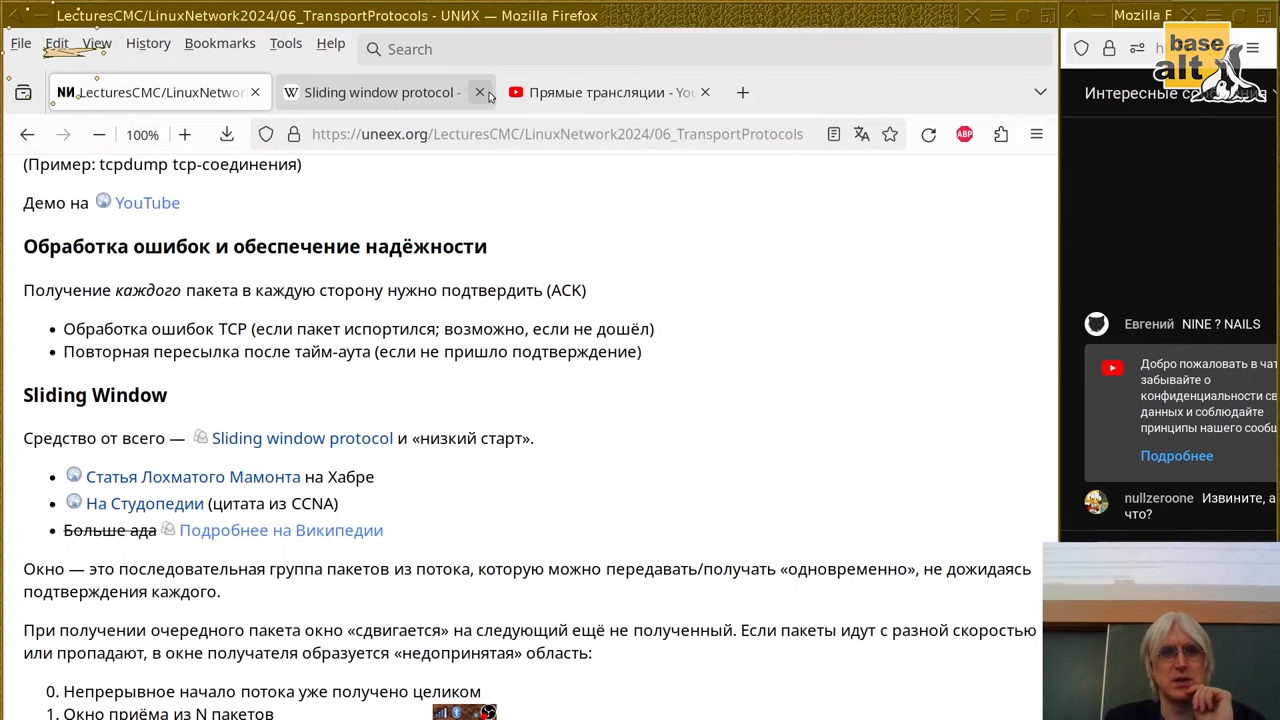 LecturesCMC/LinuxNetwork2024/06_TransportProtocols - UNИX — Mozilla Firefox
Mozilla F
File Edit View History Bookmarks Tools Help
Search
base alt
NИ. LecturesCMC/LinuxNetwor
W Sliding window protocol -
Прямые трансляции - You
Интересные со
100%
https://uneex.org/LecturesCMC/LinuxNetwork2024/06_TransportProtocols
ABP
(Пример: tcpdump tcp-соединения)
Демо на YouTube
Обработка ошибок и обеспечение надёжности
Получение каждого пакета в каждую сторону нужно подтвердить (ACK)
Обработка ошибок TCP (если пакет испортился; возможно, если не дошёл)
Повторная пересылка после тайм-аута (если не пришло подтверждение)
Sliding Window
Средство от всего — Sliding window protocol и «низкий старт».
Статья Лохматого Мамонта на Хабре
На Студопедии (цитата из CCNA)
Больше ада Подробнее на Википедии
Окно — это последовательная группа пакетов из потока, которую можно передавать/получать «одновременно», не дожидаясь
подтверждения каждого.
При получении очередного пакета окно «сдвигается» на следующий ещё не полученный. Если пакеты идут с разной скоростью
или пропадают, в окне получателя образуется «недопринятая» область:
0. Непрерывное начало потока уже получено целиком
1. Окно приёма из N пакетов
Евгений NINE ? NAILS
Добро пожаловать в чат
забывайте о
конфиденциальности св
данных и соблюдайте
принципы нашего сооб
Подробнее
nullzeroone Извините, а
что?